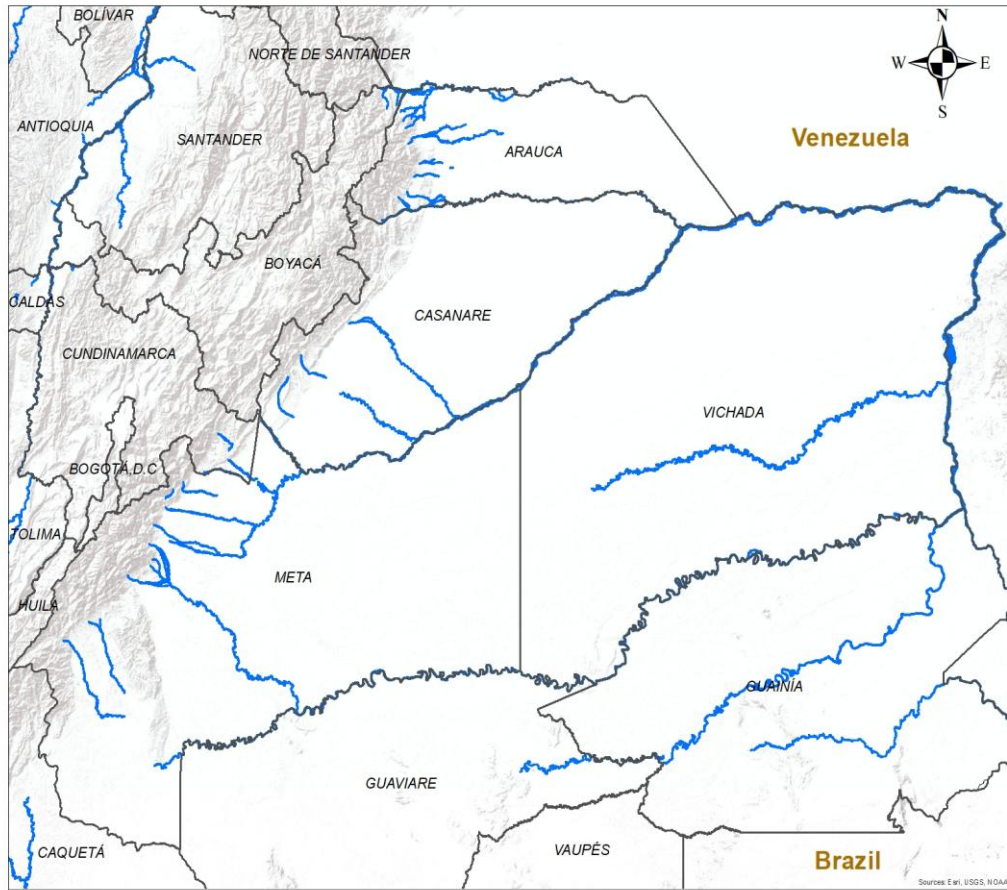 BOLÍVAR
N
NORTE DE SANTANDER
W
E
S
ANTIOQUIA
SANTANDER
ARAUCA
Venezuela
BOYACÁ
CALDAS
CASANARE
CUNDINAMARCA
VICHADA
BOGOTÁ,D.C
TOLIMA
META
HUILA
GUAINÍA
GUAVIARE
CAQUETÁ
VAUPÉS
Brazil
Sources: Esri, USGS, NOAA